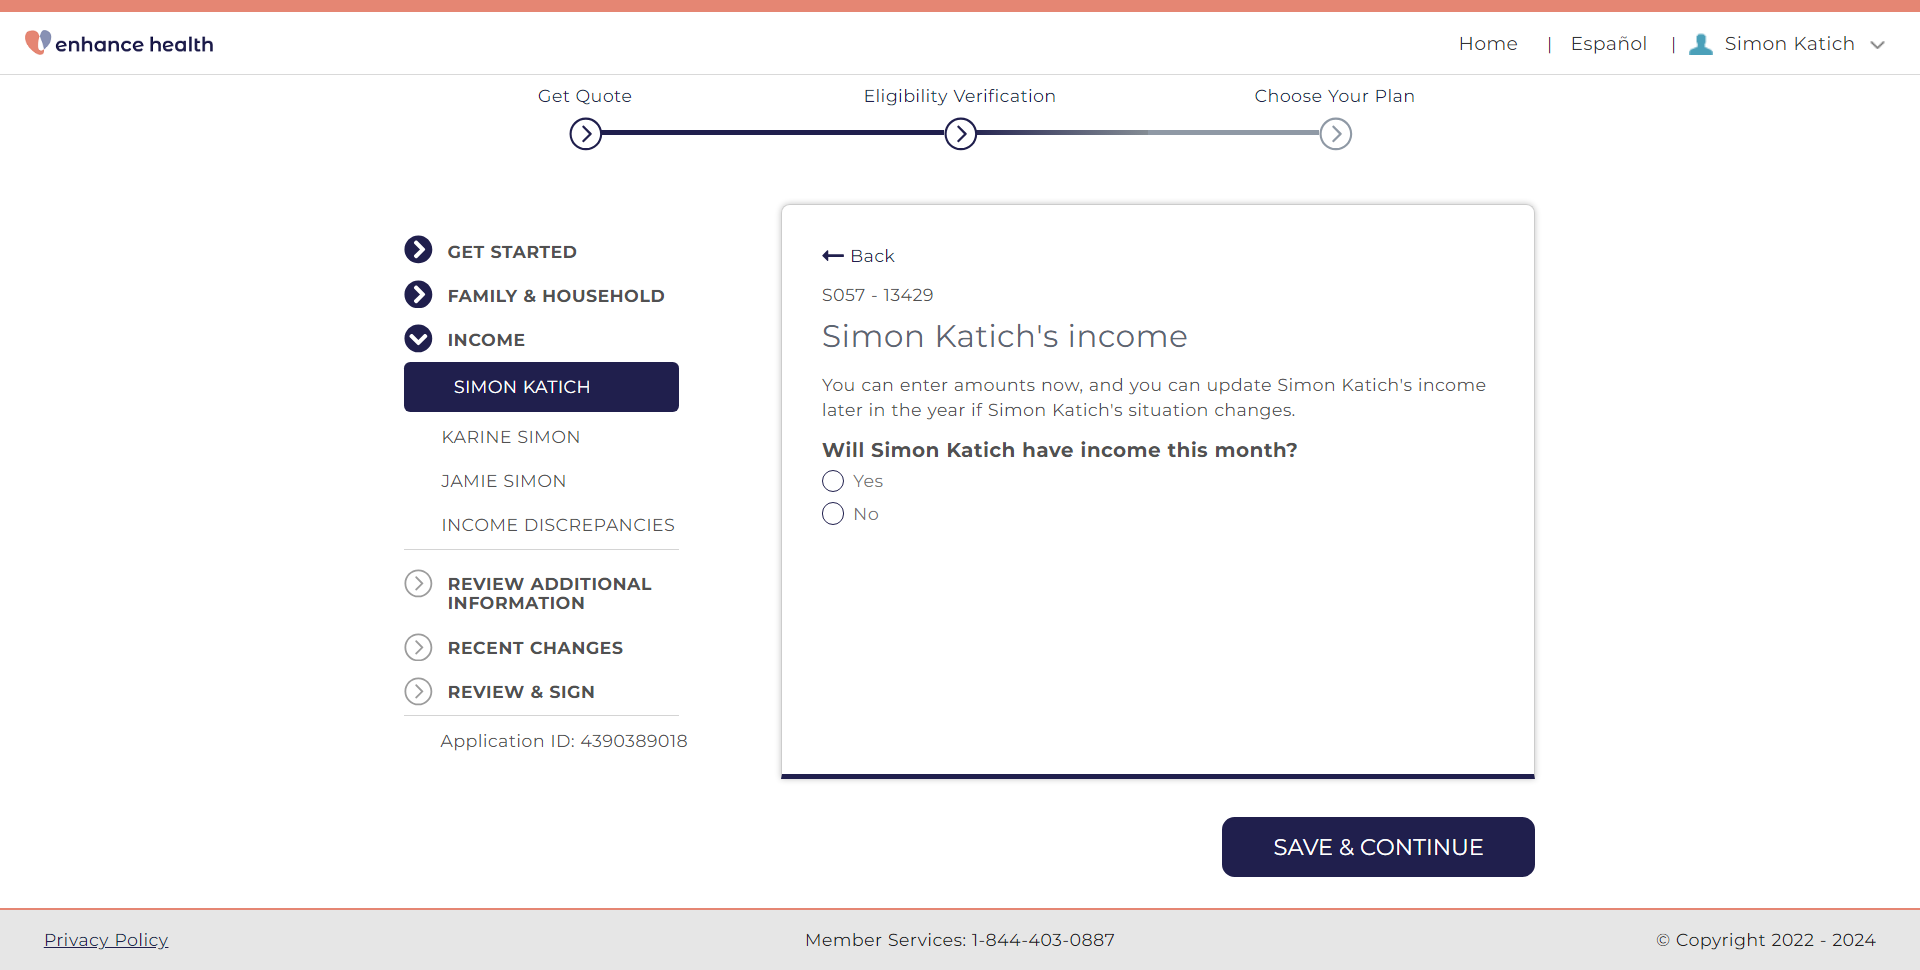 enhance health
Home | Español | Simon Katich
Get Quote
Eligibility Verification
Choose Your Plan
GET STARTED
FAMILY & HOUSEHOLD
INCOME
SIMON KATICH
KARINE SIMON
JAMIE SIMON
INCOME DISCREPANCIES
REVIEW ADDITIONAL
INFORMATION
RECENT CHANGES
REVIEW & SIGN
Application ID: 4390389018
Back
S057 - 13429
Simon Katich's income
You can enter amounts now, and you can update Simon Katich's income
later in the year if Simon Katich's situation changes.
Will Simon Katich have income this month?
Yes
No
SAVE & CONTINUE
Privacy Policy
Member Services: 1-844-403-0887
© Copyright 2022 - 2024